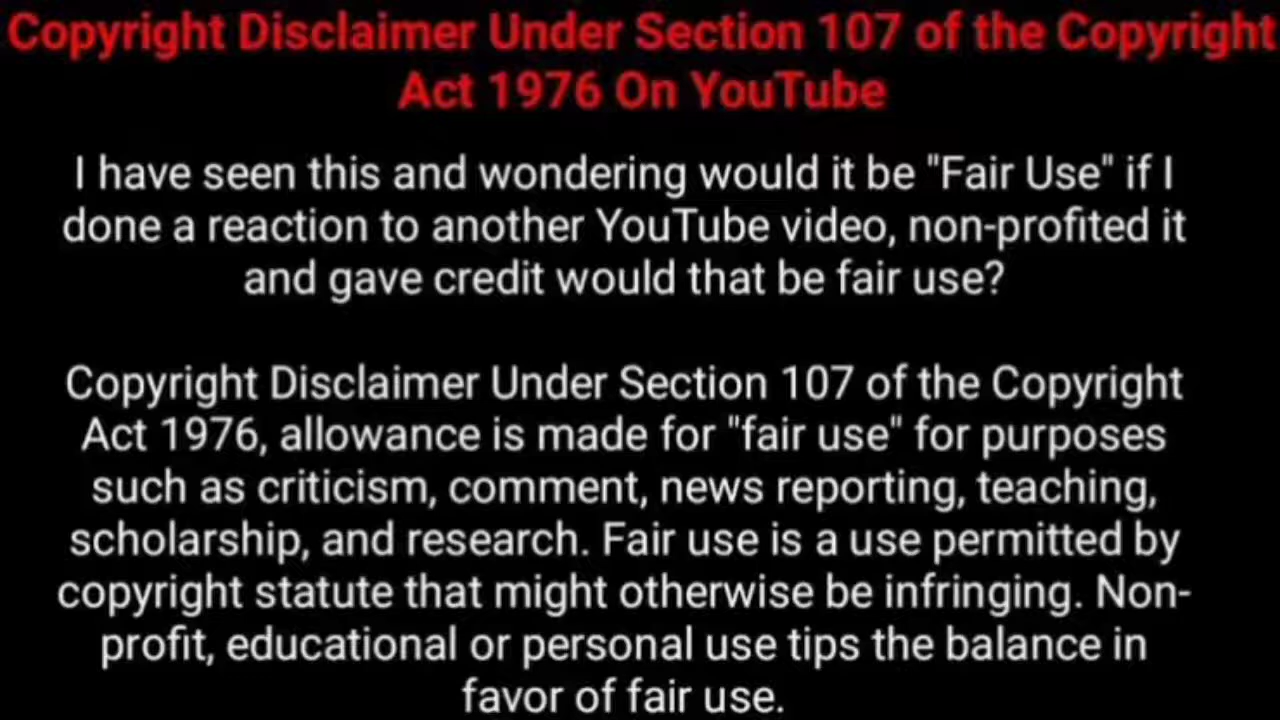 Copyright Disclaimer Under Section 107 of the Copyright
Act 1976 On YouTube
I have seen this and wondering would it be "Fair Use" if I
done a reaction to another YouTube video, non-profited it
and gave credit would that be fair use?
Copyright Disclaimer Under Section 107 of the Copyright
Act 1976, allowance is made for "fair use" for purposes
such as criticism, comment, news reporting, teaching,
scholarship, and research. Fair use is a use permitted by
copyright statute that might otherwise be infringing. Non-
profit, educational or personal use tips the balance in
favor of fair use.